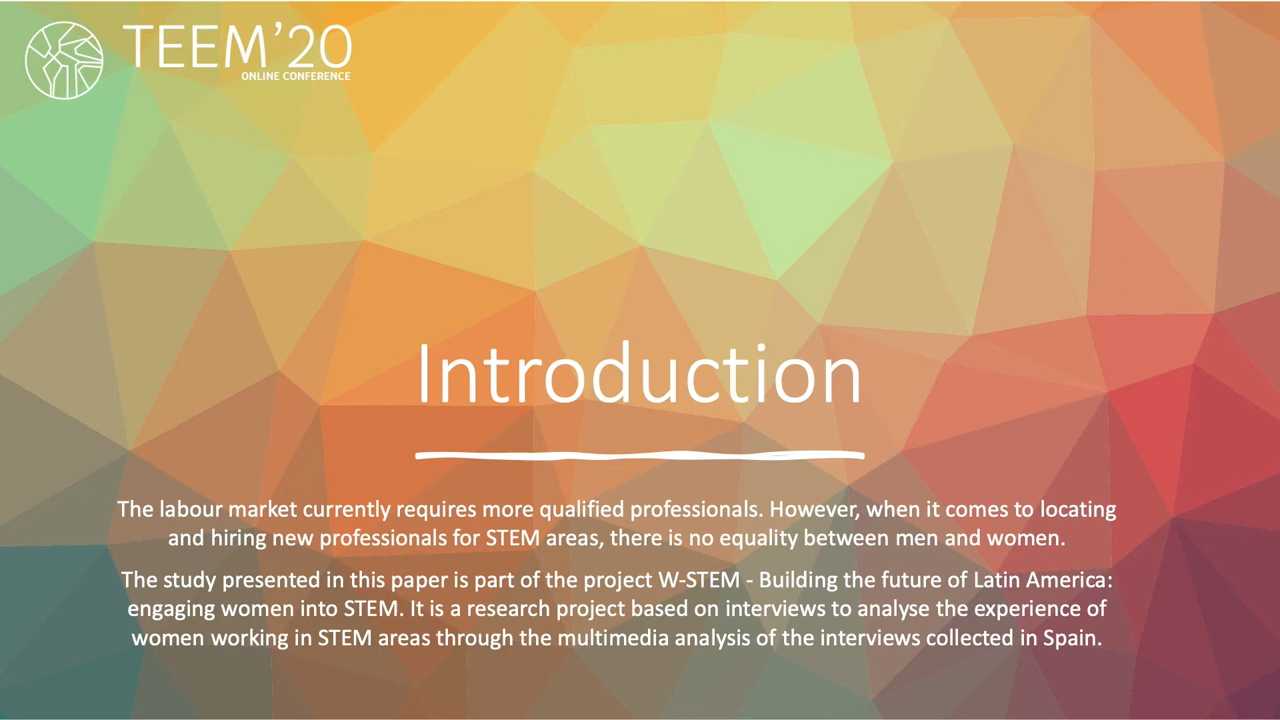 TEEM'20
ONLINE CONFERENCE
Introduction
The labour market currently requires more qualified professionals. However, when it comes to locating
and hiring new professionals for STEM areas, there is no equality between men and women.
The study presented in this paper is part of the project W-STEM - Building the future of Latin America:
engaging women into STEM. It is a research project based on interviews to analyse the experience of
women working in STEM areas through the multimedia analysis of the interviews collected in Spain.